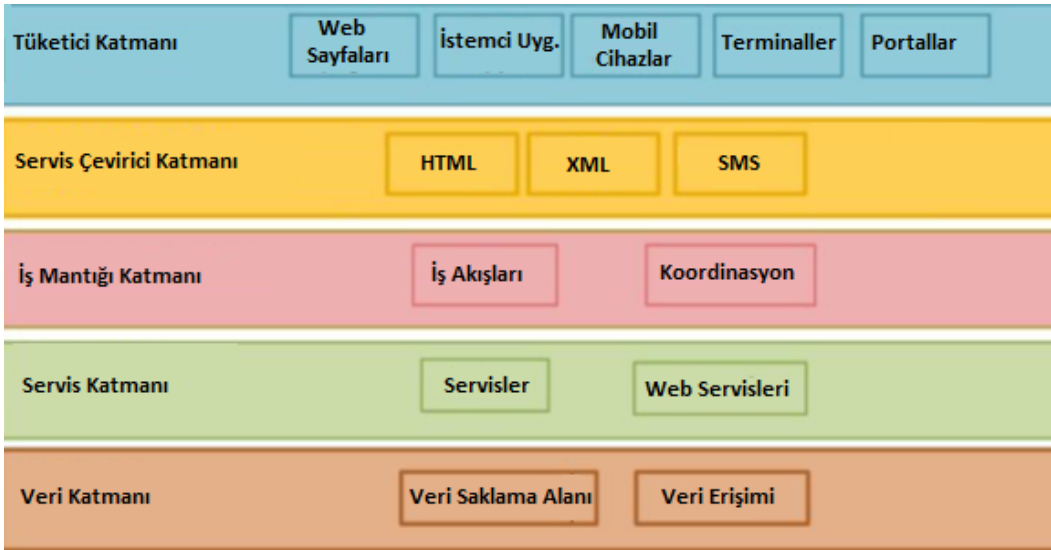 Tüketici Katmanı
Web
Sayfaları
İstemci Uyg.
Mobil
Cihazlar
Terminaller
Portallar
Servis Çevirici Katmanı
HTML
XML
SMS
İş Mantığı Katmanı
İş Akışları
Koordinasyon
Servis Katmanı
Servisler
Web Servisleri
Veri Katmanı
Veri Saklama Alanı
Veri Erişimi